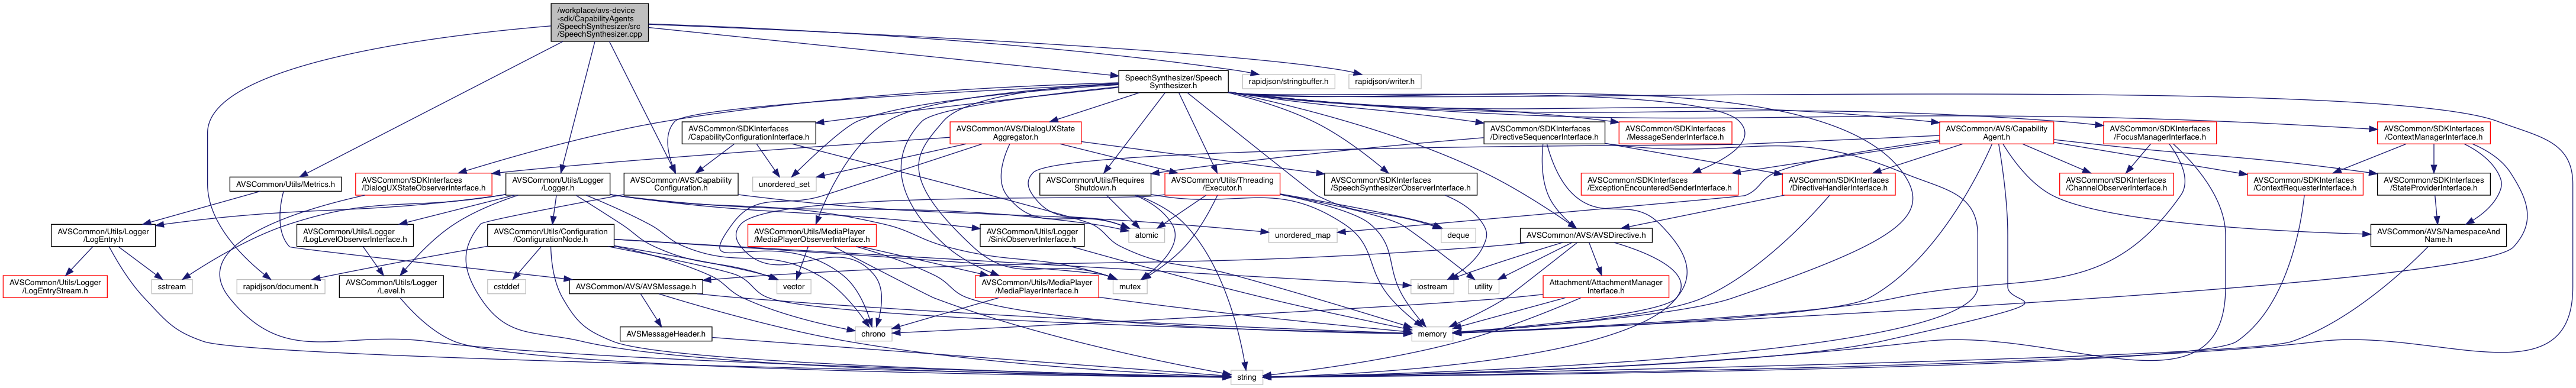 /workplace/avs-device
-sdk/CapabilityAgents
/SpeechSynthesizer/src
/SpeechSynthesizer.cpp
SpeechSynthesizer/Speech
Synthesizer.h
rapidjson/stringbuffer.h
rapidjson/writer.h
AVSCommon/SDKInterfaces
/CapabilityConfigurationInterface.h
AVSCommon/AVS/DialogUXState
Aggregator.h
AVSCommon/SDKInterfaces
/DirectiveSequencerInterface.h
AVSCommon/SDKInterfaces
/MessageSenderInterface.h
AVSCommon/AVS/Capability
Agent.h
AVSCommon/SDKInterfaces
/FocusManagerInterface.h
AVSCommon/SDKInterfaces
/ContextManagerInterface.h
AVSCommon/Utils/Metrics.h
AVSCommon/SDKInterfaces
/DialogUXStateObserverInterface.h
AVSCommon/Utils/Logger
/Logger.h
AVSCommon/AVS/Capability
Configuration.h
unordered_set
AVSCommon/Utils/Requires
Shutdown.h
AVSCommon/Utils/Threading
/Executor.h
AVSCommon/SDKInterfaces
/SpeechSynthesizerObserverInterface.h
AVSCommon/SDKInterfaces
/ExceptionEncounteredSenderInterface.h
AVSCommon/SDKInterfaces
/DirectiveHandlerInterface.h
AVSCommon/SDKInterfaces
/ChannelObserverInterface.h
AVSCommon/SDKInterfaces
/ContextRequesterInterface.h
AVSCommon/SDKInterfaces
/StateProviderInterface.h
AVSCommon/Utils/Logger
/LogEntry.h
AVSCommon/Utils/Logger
/LogLevelObserverInterface.h
AVSCommon/Utils/Configuration
/ConfigurationNode.h
AVSCommon/Utils/MediaPlayer
/MediaPlayerObserverInterface.h
AVSCommon/Utils/Logger
/SinkObserverInterface.h
atomic
unordered_map
deque
AVSCommon/AVS/AVSDirective.h
AVSCommon/AVS/NamespaceAnd
Name.h
AVSCommon/Utils/Logger
/LogEntryStream.h
sstream
rapidjson/document.h
AVSCommon/Utils/Logger
/Level.h
cstddef
AVSCommon/AVS/AVSMessage.h
vector
AVSCommon/Utils/MediaPlayer
/MediaPlayerInterface.h
mutex
iostream
utility
Attachment/AttachmentManager
Interface.h
AVSMessageHeader.h
chrono
memory
string